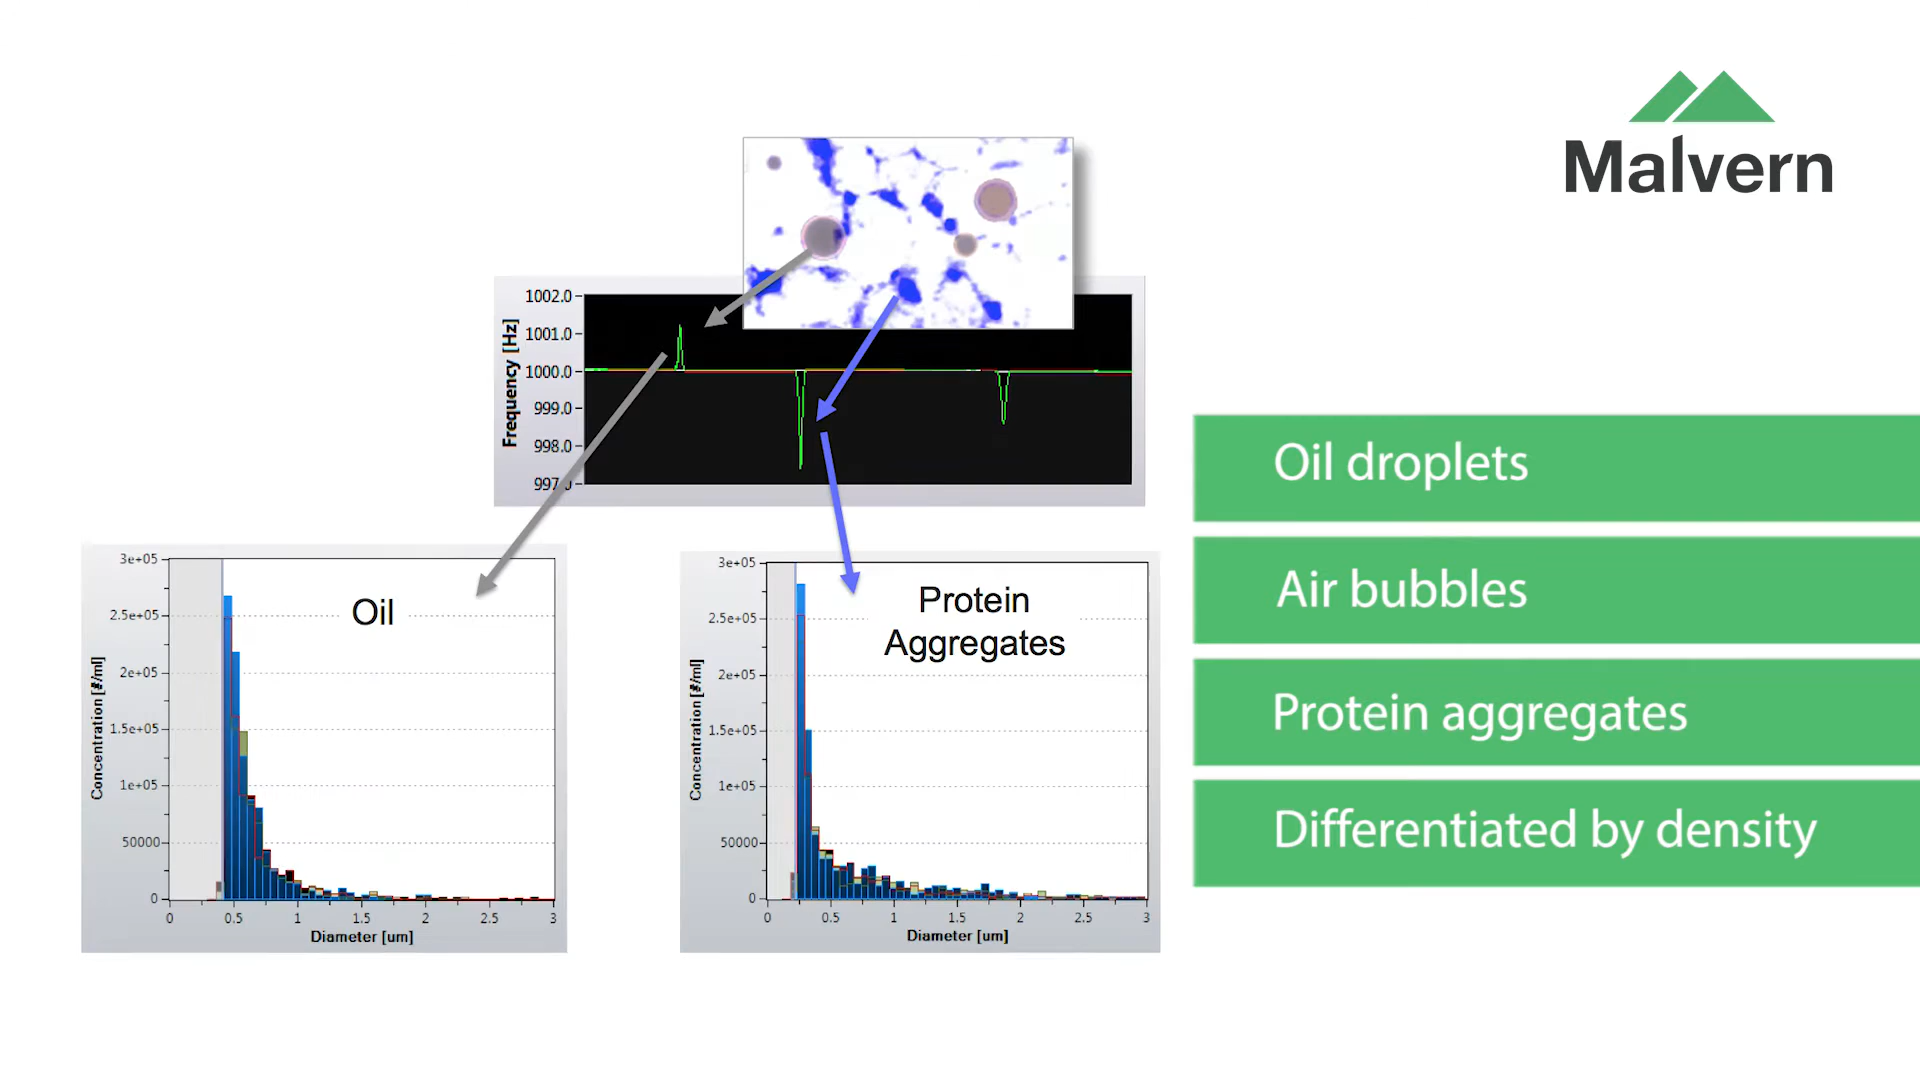 Malvern
1002.0
1001.0
1000.0
999.0
998.0
997.0
Frequency [Hz]
Oil droplets
Air bubbles
Protein aggregates
Differentiated by density
Oil
3e+05
2.5e+05
2e+05
1.5e+05
1e+05
50000
0
Concentration [#/ml]
0 0.5 1 1.5 2 2.5 3
Diameter [um]
Protein
Aggregates
3e+05
2.5e+05
2e+05
1.5e+05
1e+05
50000
0
Concentration [#/ml]
0 0.5 1 1.5 2 2.5 3
Diameter [um]